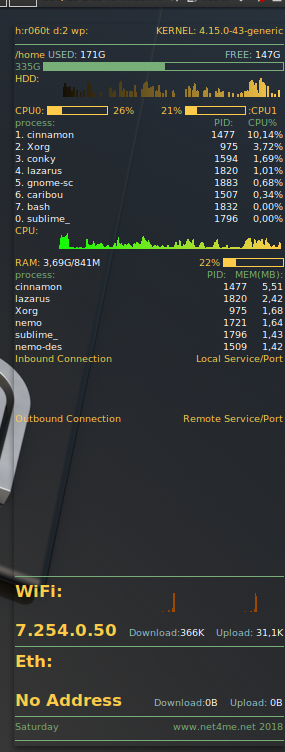 h:r060t d:2 wp: KERNEL: 4.15.0-43-generic
/home USED: 171G FREE: 147G
335G
HDD:
CPU0: 26% 21% :CPU1
process: PID: CPU%
1. cinnamon 1477 10,14%
2. Xorg 975 3,72%
3. conky 1594 1,69%
4. lazarus 1820 1,01%
5. gnome-sc 1883 0,68%
6. caribou 1507 0,34%
7. bash 1832 0,00%
0. sublime_ 1796 0,00%
CPU:
RAM: 3,69G/841M 22%
process: PID: MEM(MB):
cinnamon 1477 5,51
lazarus 1820 2,42
Xorg 975 1,68
nemo 1721 1,64
sublime_ 1796 1,43
nemo-des 1509 1,42
Inbound Connection Local Service/Port
Outbound Connection Remote Service/Port
WiFi:
7.254.0.50 Download:366K Upload: 31,1K
Eth:
No Address Download:0B Upload: 0B
Saturday www.net4me.net 2018